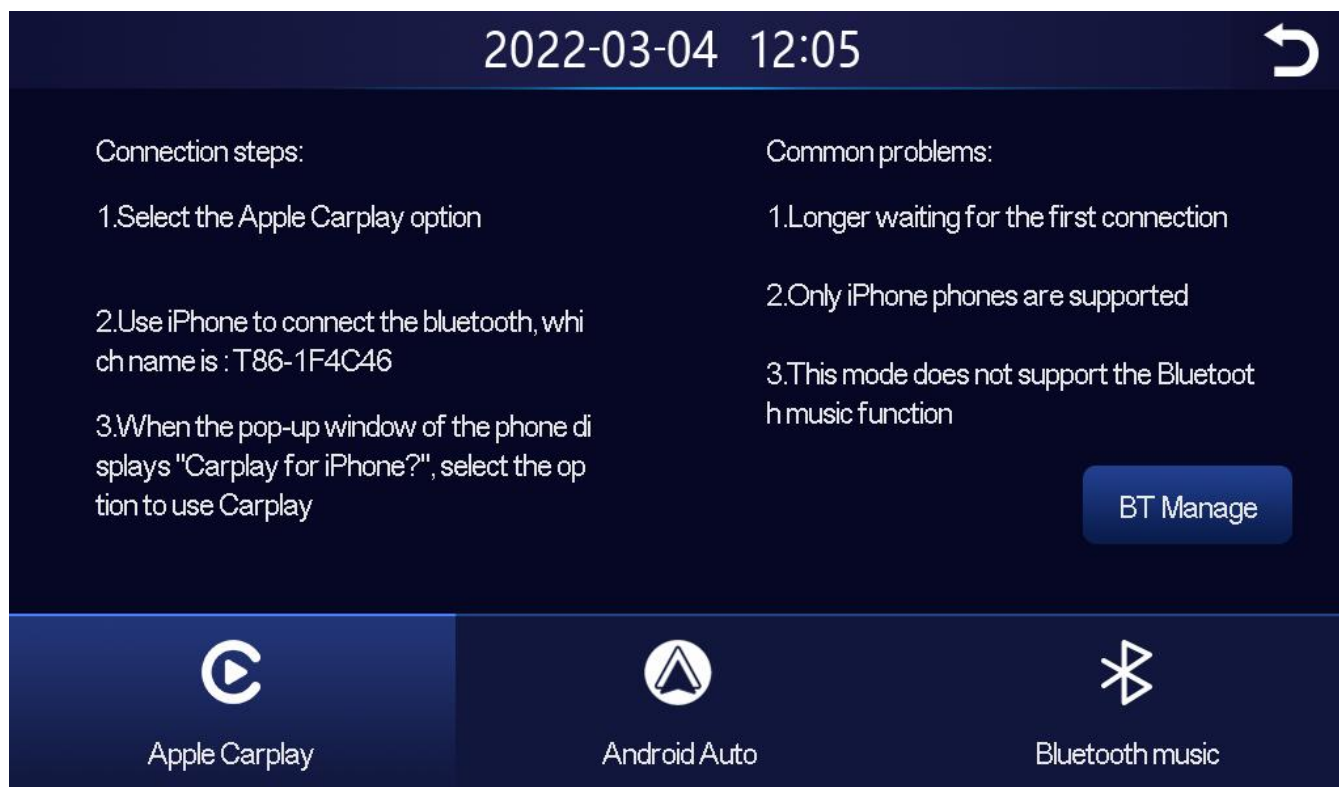 2022-03-04 12:05
Connection steps:
1.Select the Apple Carplay option
2.Use iPhone to connect the bluetooth, whi
ch name is : T86-1F4C46
3.When the pop-up window of the phone di
splays "Carplay for iPhone?", select the op
tion to use Carplay
Common problems:
1.Longer waiting for the first connection
2.Only iPhone phones are supported
3.This mode does not support the Bluetoot
h music function
BT Manage
Apple Carplay
Android Auto
Bluetooth music